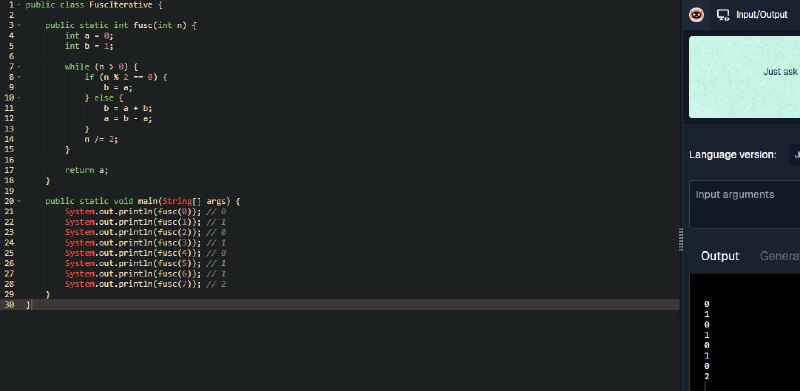 1 public class FuscIterative {
2
3 public static int fusc(int n) {
4 int a = 0;
5 int b = 1;
6
7 while (n > 0) {
8 if (n % 2 == 0) {
9 b = a;
10 } else {
11 b = a + b;
12 a = b - a;
13 }
14 n /= 2;
15 }
16
17 return a;
18 }
19
20 public static void main(String[] args) {
21 System.out.println(fusc(0)); // 0
22 System.out.println(fusc(1)); // 1
23 System.out.println(fusc(2)); // 0
24 System.out.println(fusc(3)); // 1
25 System.out.println(fusc(4)); // 0
26 System.out.println(fusc(5)); // 1
27 System.out.println(fusc(6)); // 1
28 System.out.println(fusc(7)); // 2
29 }
30 }
Input/Output
Just ask
Language version:
Input arguments
Output Genera
0
1
0
1
0
1
0
2